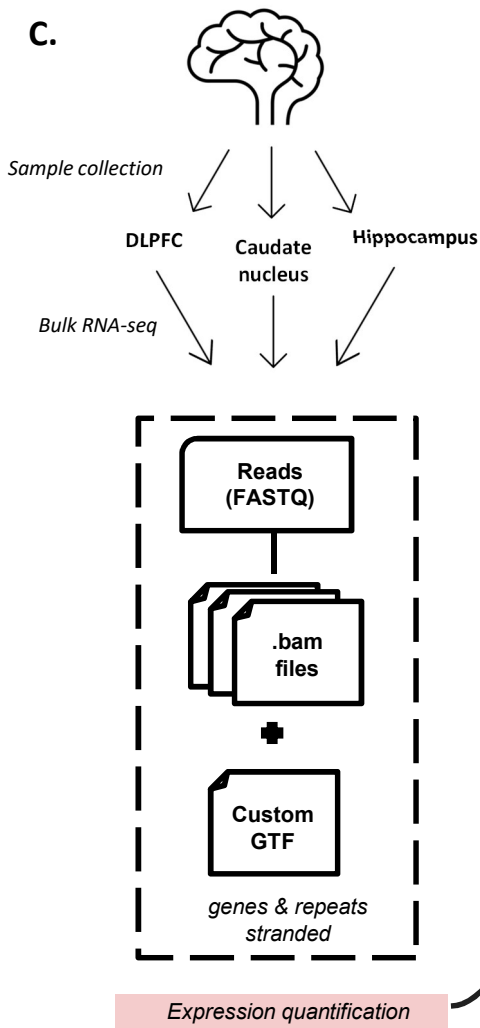 C.
Sample collection
DLPFC
Caudate
nucleus
Hippocampus
Bulk RNA-seq
Reads
(FASTQ)
.bam
files
Custom
GTF
genes & repeats
stranded
Expression quantification